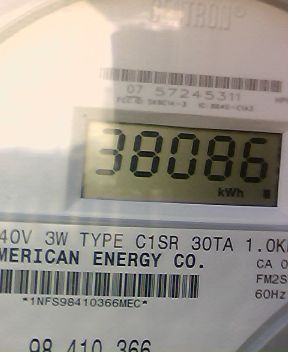 07 57245311
38086
kWh
40V 3W TYPE C1SR 30TA 1.0K
MERICAN ENERGY CO.
CA 0
FM2S
*1NFS98410366MEC*
60Hz
98 410 366